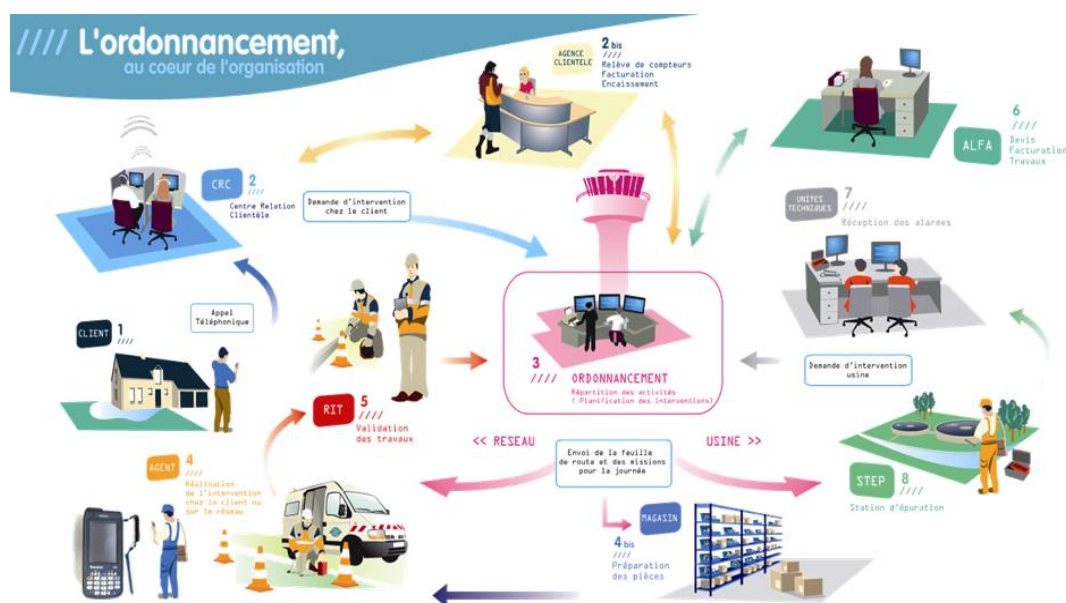 //// L'ordonnancement,
au coeur de l'organisation
AGENCE
CLIENTELE
2 bis
////
Relève de compteurs
Facturation
Encaissement
6
////
ALFA
Devis
Facturation
Travaux
CRC
2
////
Centre Relation
Clientèle
Demande d'intervention
chez le client
UNITES
TECHNIQUES
7
////
Réception des alarmes
Appel
Téléphonique
CLIENT
1
////
3
////
ORDONNANCEMENT
Répartition des activités
( Planification des Interventions)
Demande d'intervention
usine
RIT
5
////
Validation
des travaux
<< RESEAU
USINE >>
Envoi de la feuille
de route et des missions
pour la journée
AGENT
4
////
Réalisation
de l'intervention
chez le client ou
sur le réseau
STEP
8
////
Station d'épuration
MAGASIN
4 bis
////
Préparation
des pièces